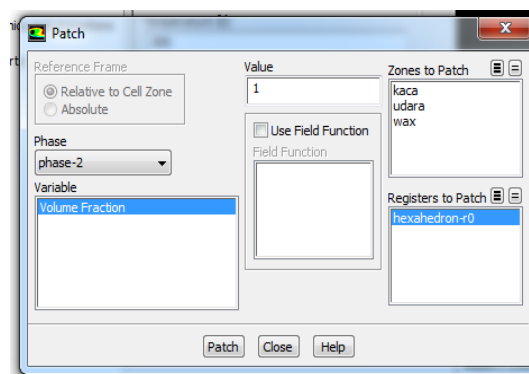 Patch
Reference Frame
Relative to Cell Zone
Absolute
Phase
phase-2
Variable
Volume Fraction
Value
1
Use Field Function
Field Function
Zones to Patch
kaca
udara
wax
Registers to Patch
hexahedron-r0
Patch
Close
Help